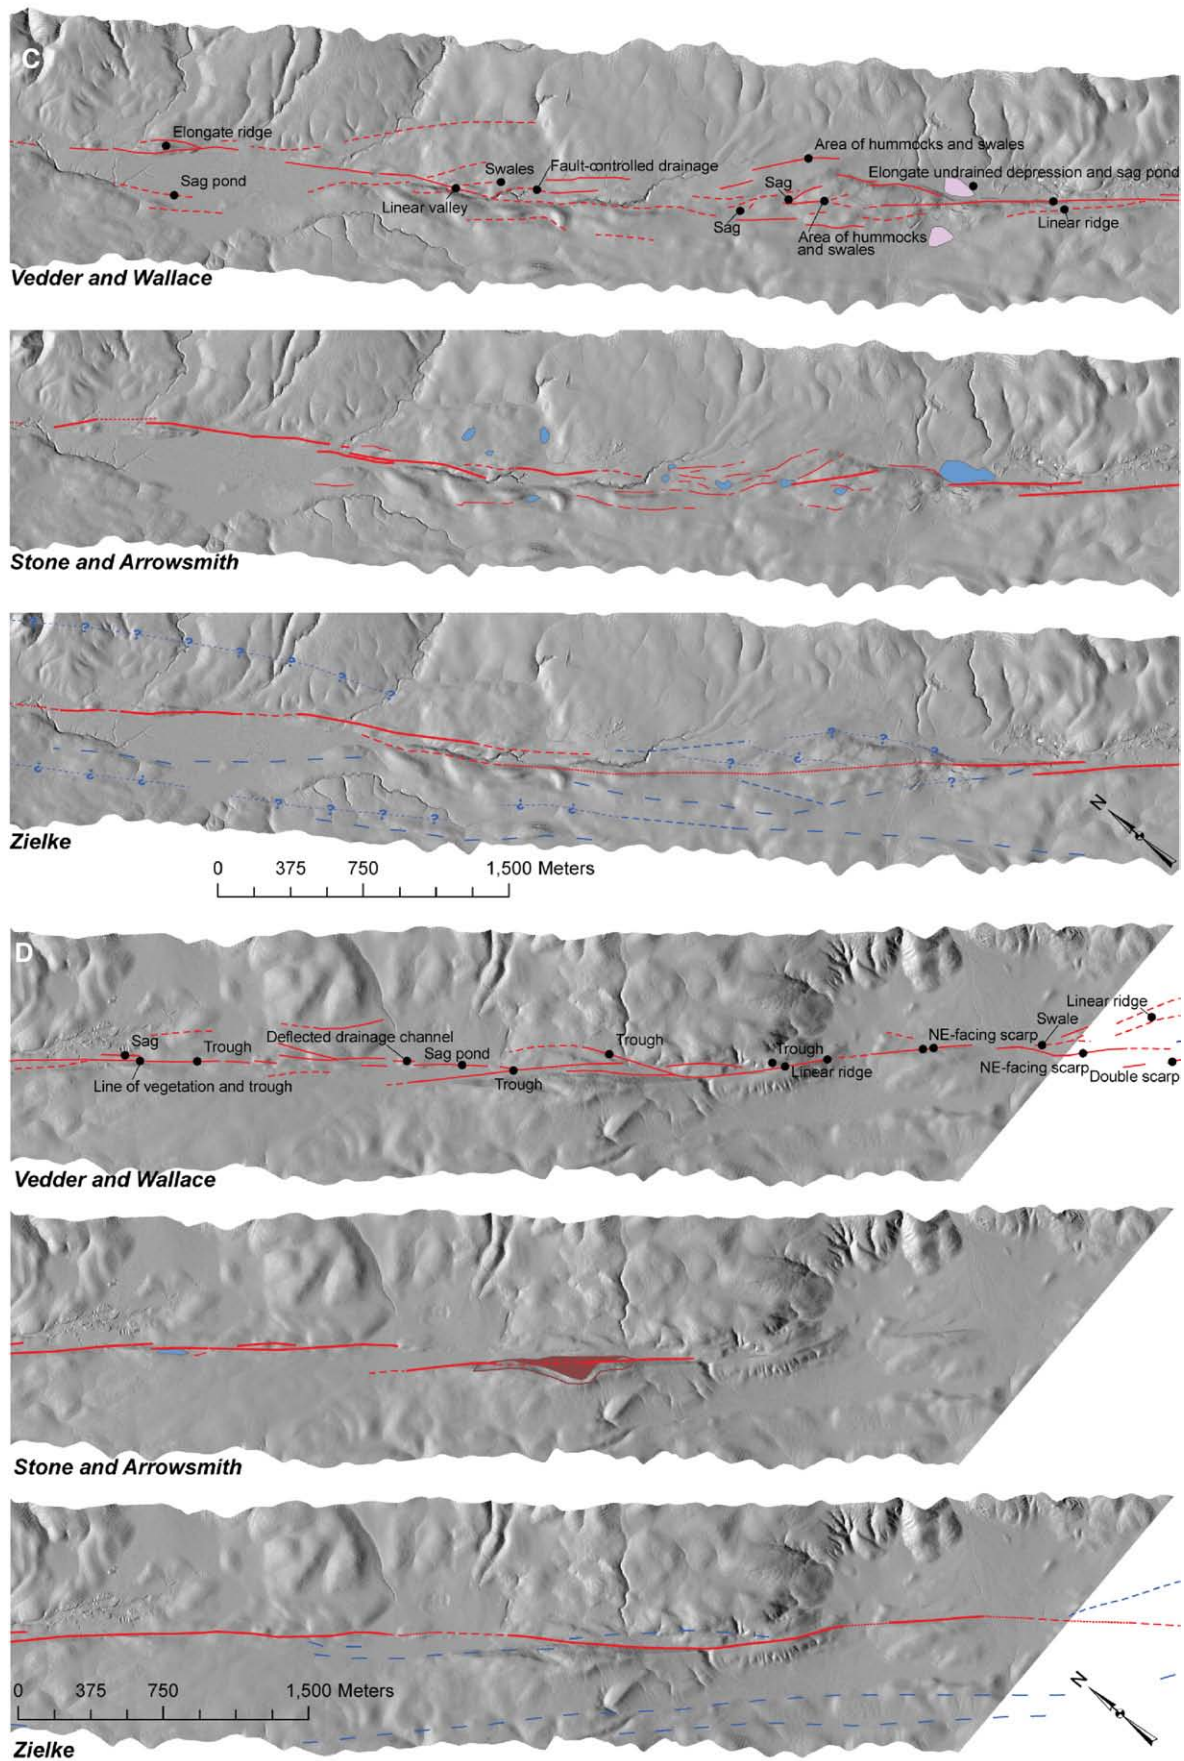 C
Elongate ridge
Sag pond
Linear valley
Swales
Fault-controlled drainage
Area of hummocks and swales
Sag
Sag
Area of hummocks
and swales
Elongate undrained depression and sag pond
Linear ridge
Vedder and Wallace
Stone and Arrowsmith
? ? ? ? ? ? ? ?
? ? ? ?
? ?
¿ ¿ ¿ ?
? ? ? ? ¿ ¿
N
Zielke
0 375 750 1,500 Meters
D
Sag
Line of vegetation and trough
Trough
Deflected drainage channel
Sag pond
Trough
Trough
Trough
Linear ridge
NE-facing scarp
Swale
Linear ridge
NE-facing scarp
Double scarp
Vedder and Wallace
Stone and Arrowsmith
0 375 750 1,500 Meters
N
Zielke